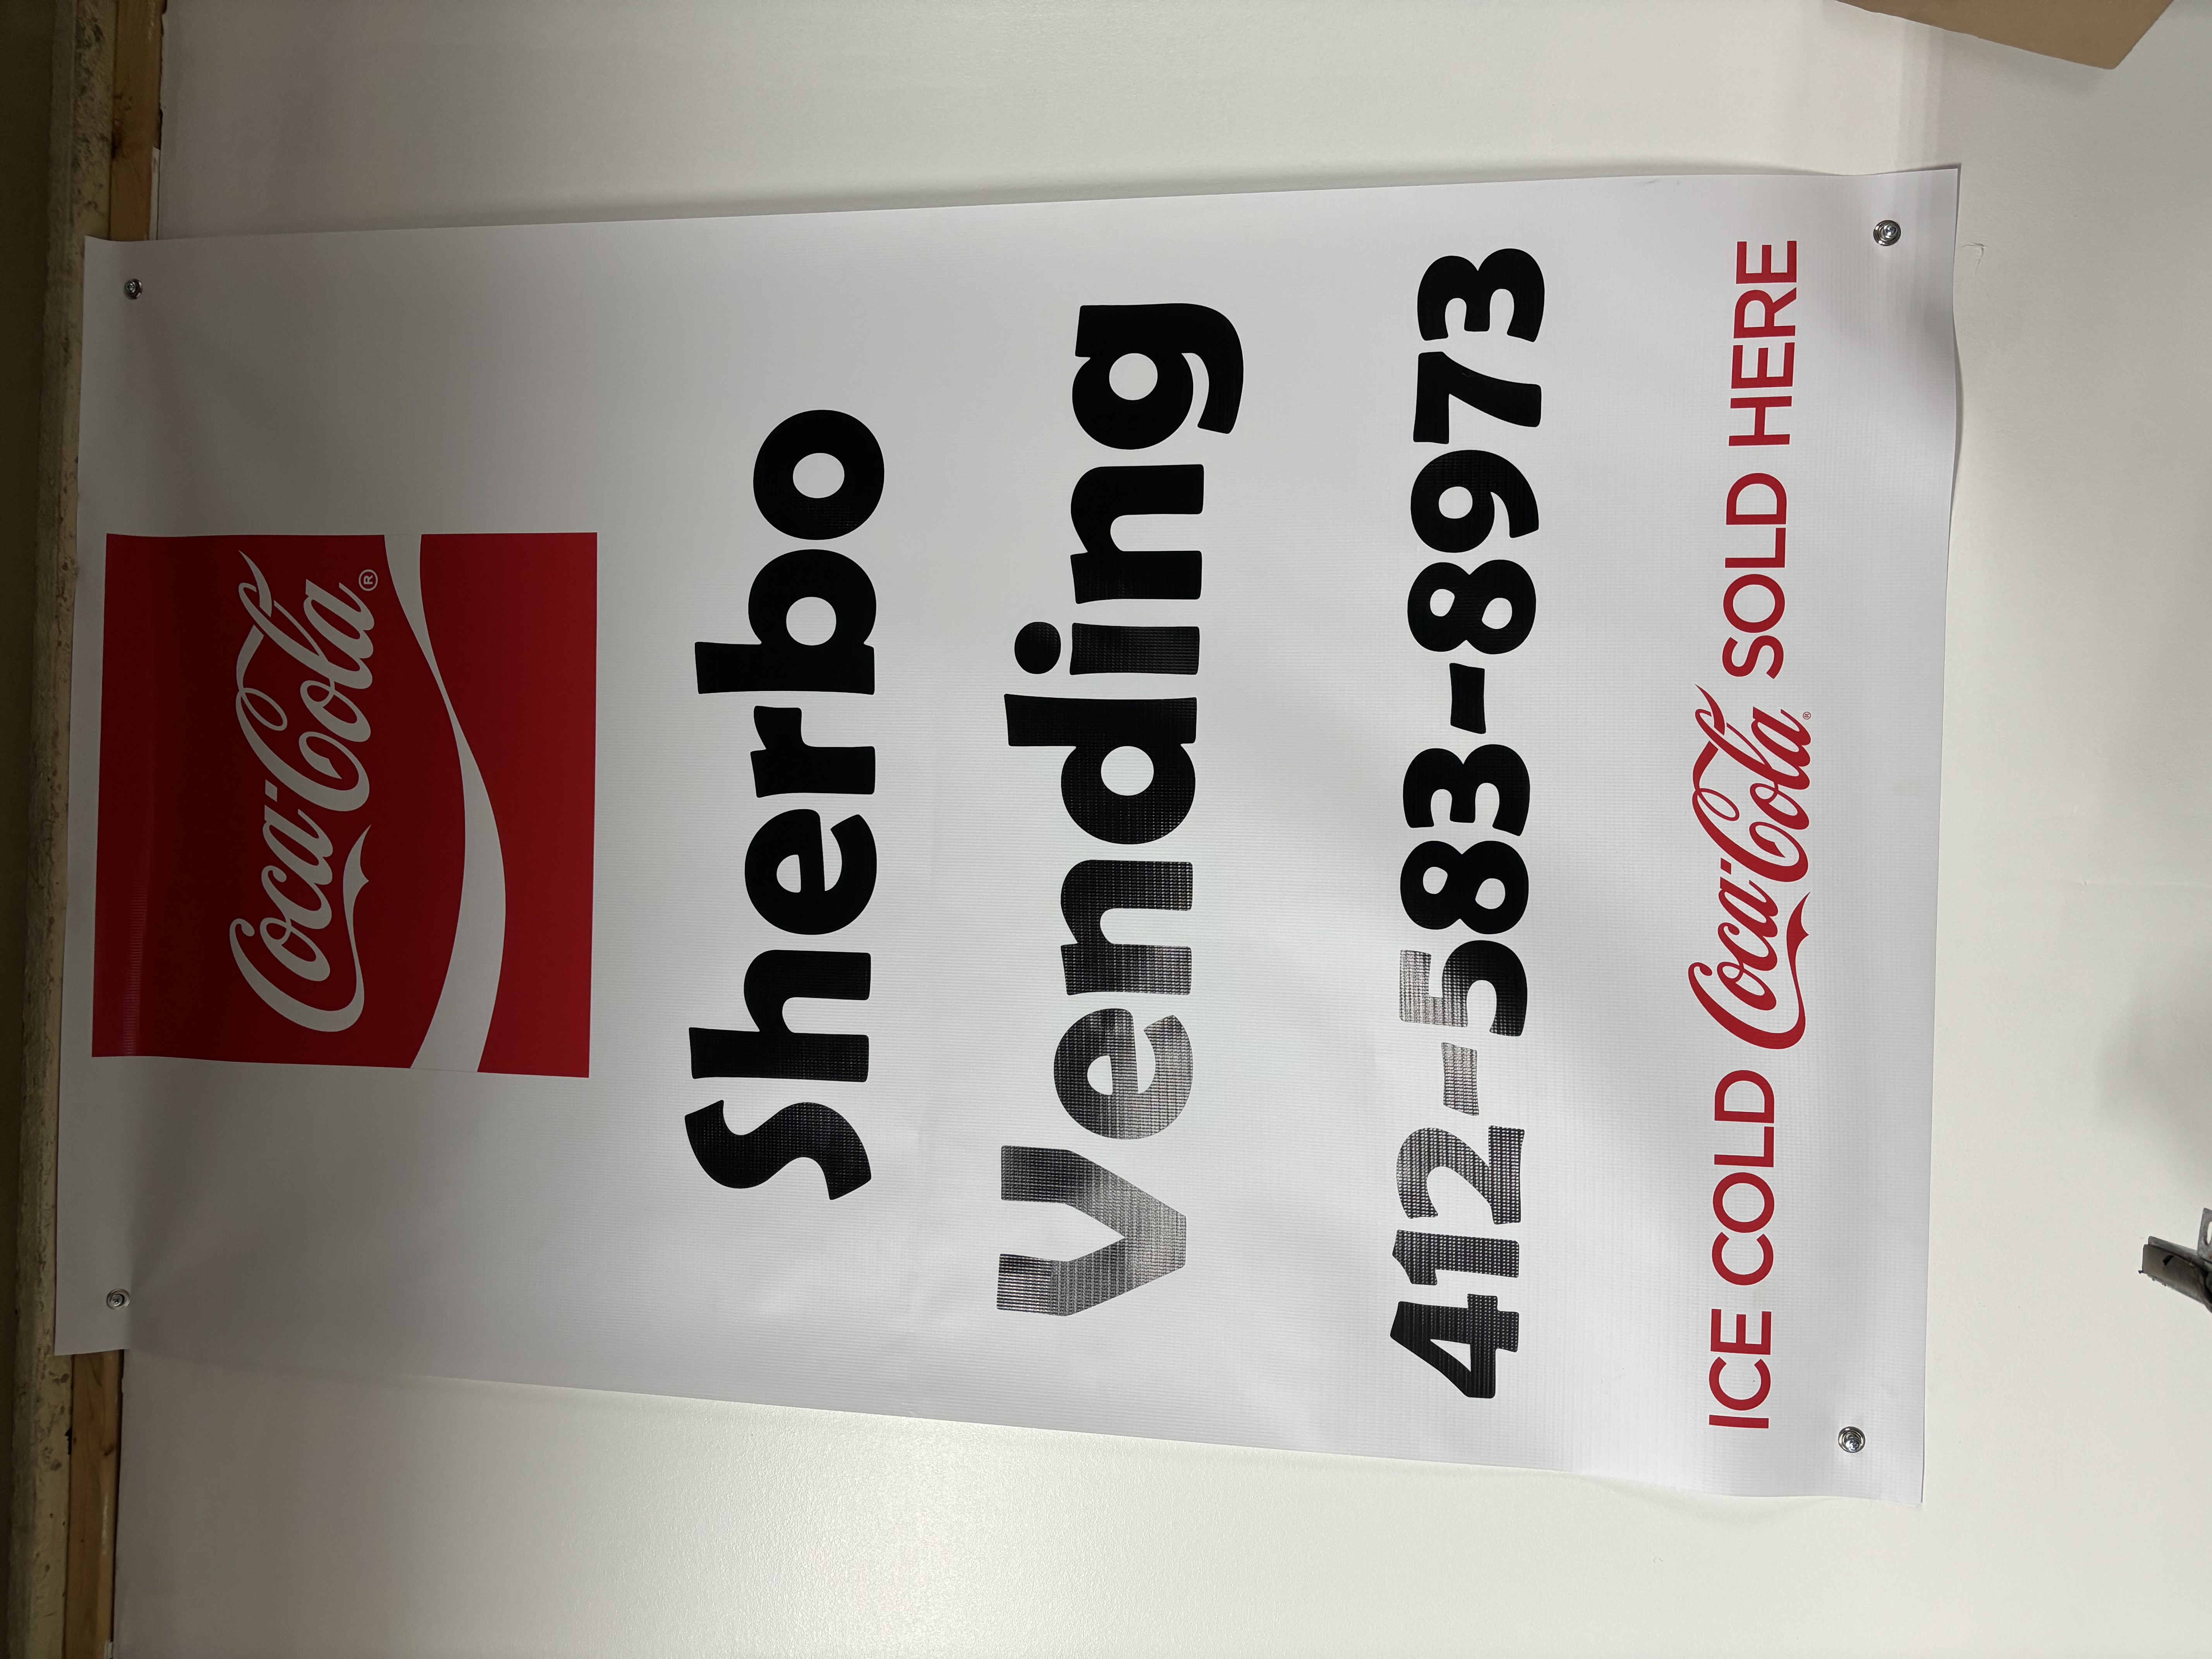 Coca-Cola®
Sherbo
Vending
412-583-8973
ICE COLD Coca-Cola® SOLD HERE